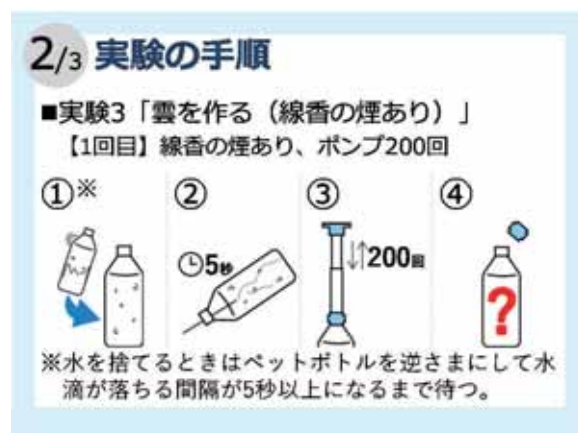 2/3 実験の手順
■実験3「雲を作る（線香の煙あり）」
【1回目】線香の煙あり、ポンプ200回
①※ ② ③ ④
5秒
200回
?
※水を捨てるときはペットボトルを逆さまにして水
滴が落ちる間隔が5秒以上になるまで待つ。